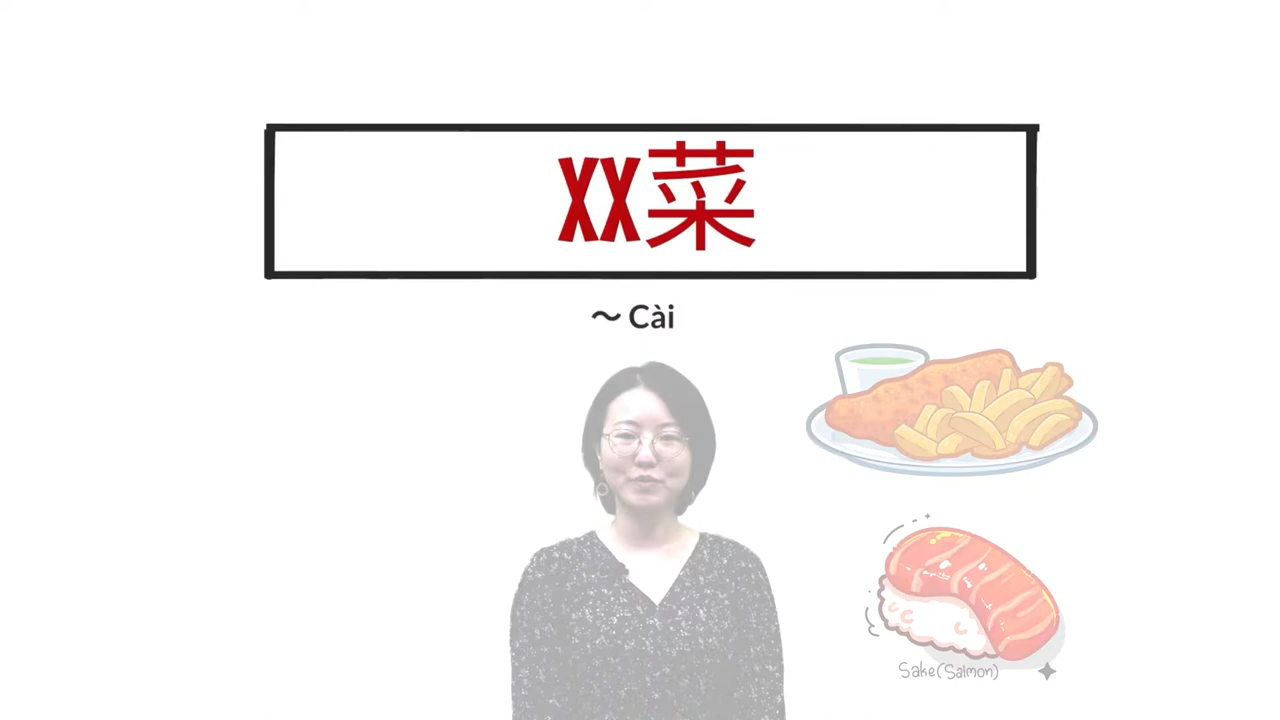 XX菜
～ Cài
Sake(Salmon)